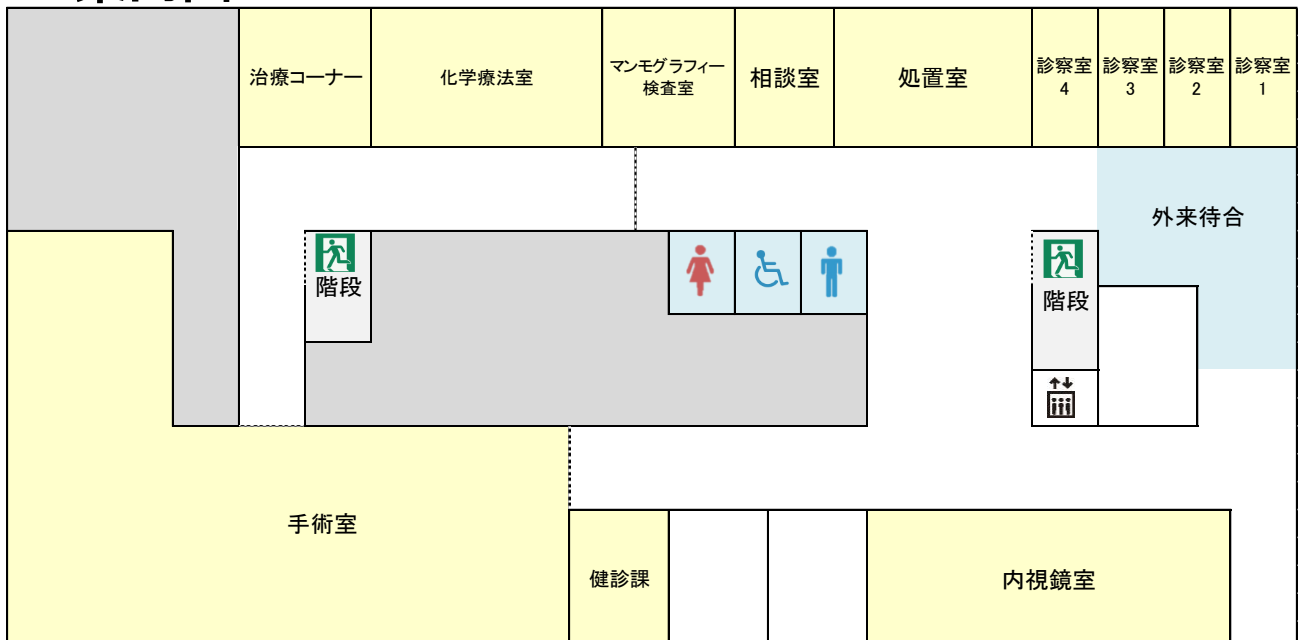 治療コーナー
化学療法室
マンモグラフィー
検査室
相談室
処置室
診察室
4
診察室
3
診察室
2
診察室
1
外来待合
階段
階段
手術室
健診課
内視鏡室